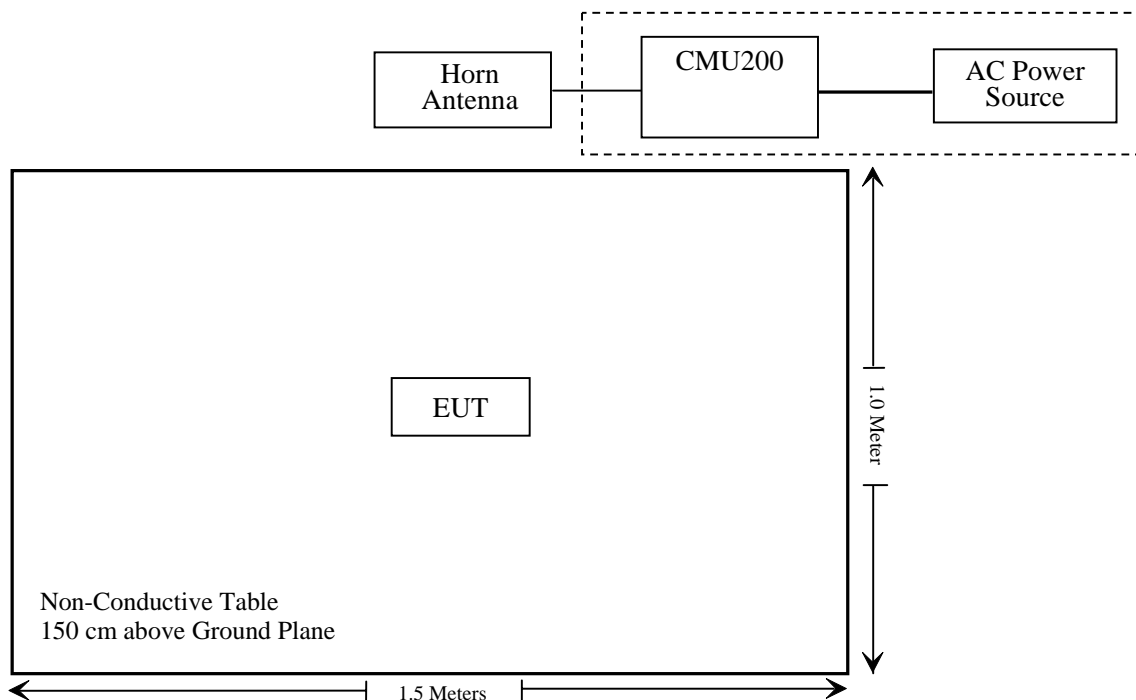 Horn
Antenna
CMU200
AC Power
Source
EUT
1.0 Meter
Non-Conductive Table
150 cm above Ground Plane
1.5 Meters